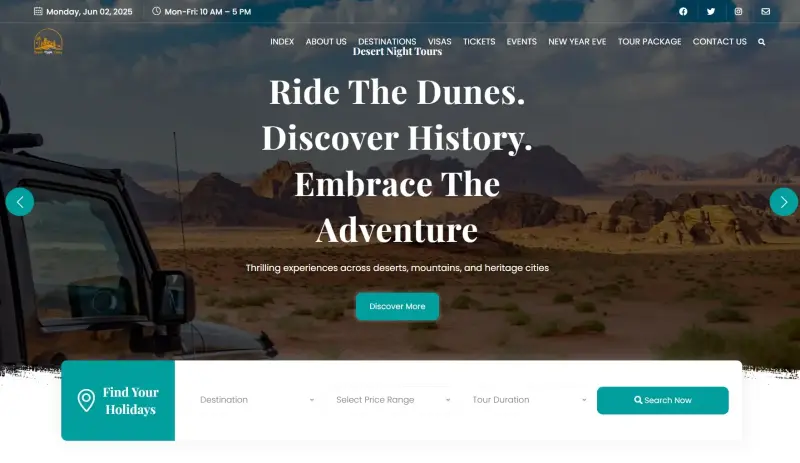 Monday, Jun 02, 2025
Mon-Fri: 10 AM – 5 PM
INDEX
ABOUT US
DESTINATIONS
VISAS
TICKETS
EVENTS
NEW YEAR EVE
TOUR PACKAGE
CONTACT US
Desert Night Tours
Ride The Dunes.
Discover History.
Embrace The
Adventure
Thrilling experiences across deserts, mountains, and heritage cities
Discover More
Find Your
Holidays
Destination
Select Price Range
Tour Duration
Search Now